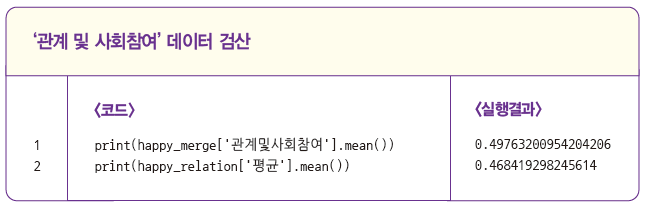 ‘관계 및 사회참여’ 데이터 검산
<코드>
<실행결과>
1 print(happy_merge['관계및사회참여'].mean()) 0.49763200954204206
2 print(happy_relation['평균'].mean()) 0.468419298245614